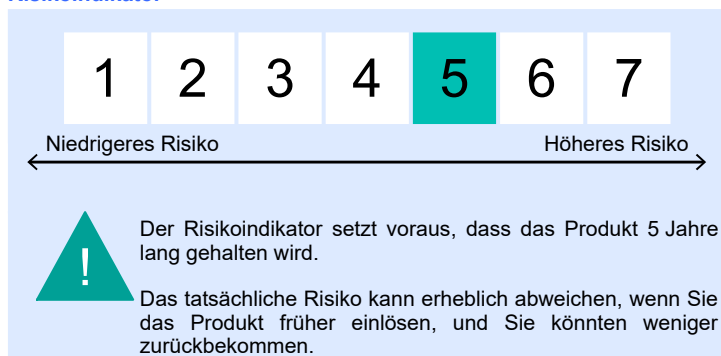 Risikoindikator
1 2 3 4 5 6 7
Niedrigeres Risiko Höheres Risiko
!
Der Risikoindikator setzt voraus, dass das Produkt 5 Jahre
lang gehalten wird.
Das tatsächliche Risiko kann erheblich abweichen, wenn Sie
das Produkt früher einlösen, und Sie könnten weniger
zurückbekommen.